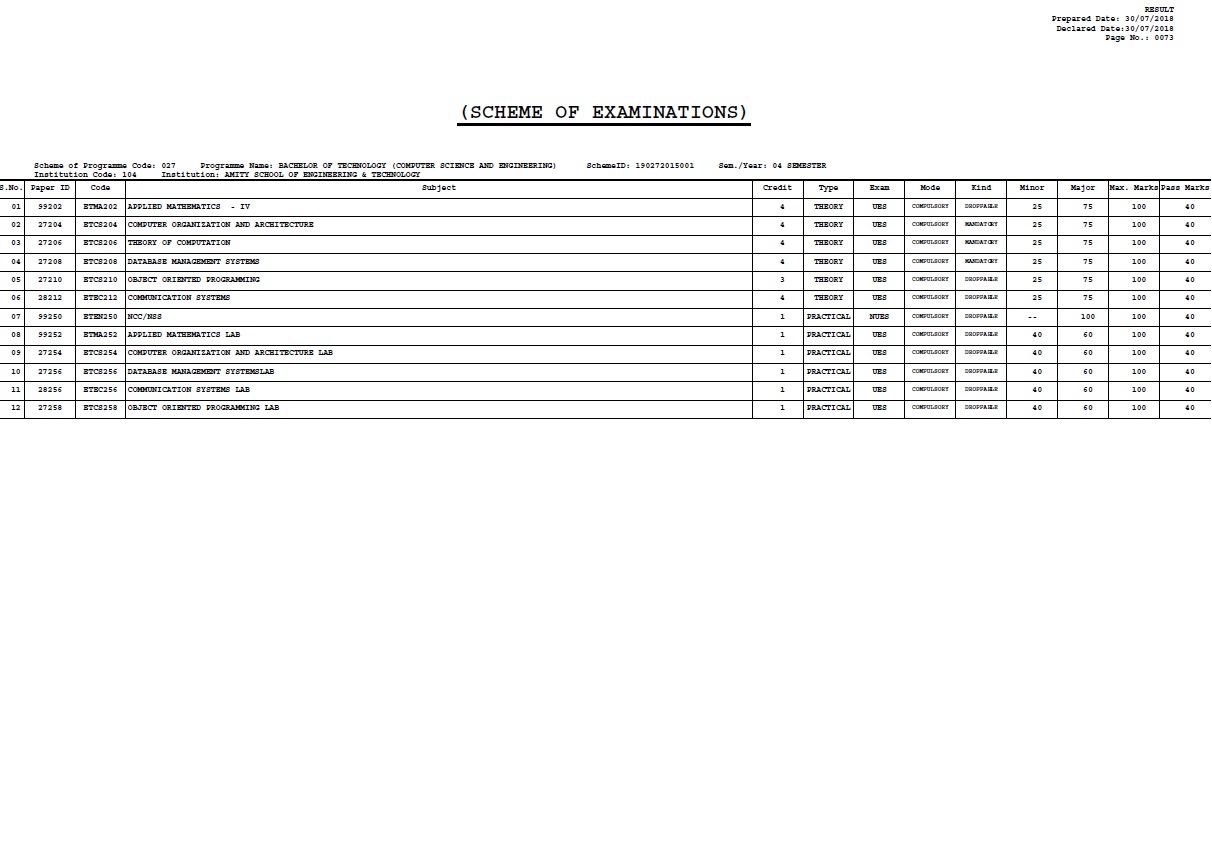 RESULT
Prepared Date: 30/07/2018
Declared Date:30/07/2018
Page No.: 0073
(SCHEME OF EXAMINATIONS)
Scheme of Programme Code: 027 Programme Name: BACHELOR OF TECHNOLOGY (COMPUTER SCIENCE AND ENGINEERING) SchemeID: 190272015001 Sem./Year: 04 SEMESTER
Institution Code: 104 Institution: AMITY SCHOOL OF ENGINEERING & TECHNOLOGY
S.No. Paper ID Code Subject Credit Type Exam Mode Kind Minor Major Max. Marks Pass Marks
01 99202 ETMA202 APPLIED MATHEMATICS - IV 4 THEORY UES COMPULSORY DROPPABLE 25 75 100 40
02 27204 ETCS204 COMPUTER ORGANIZATION AND ARCHITECTURE 4 THEORY UES COMPULSORY MANDATORY 25 75 100 40
03 27206 ETCS206 THEORY OF COMPUTATION 4 THEORY UES COMPULSORY MANDATORY 25 75 100 40
04 27208 ETCS208 DATABASE MANAGEMENT SYSTEMS 4 THEORY UES COMPULSORY MANDATORY 25 75 100 40
05 27210 ETCS210 OBJECT ORIENTED PROGRAMMING 3 THEORY UES COMPULSORY DROPPABLE 25 75 100 40
06 28212 ETEC212 COMMUNICATION SYSTEMS 4 THEORY UES COMPULSORY DROPPABLE 25 75 100 40
07 99250 ETEN250 NCC/NSS 1 PRACTICAL NUES COMPULSORY DROPPABLE -- 100 100 40
08 99252 ETMA252 APPLIED MATHEMATICS LAB 1 PRACTICAL UES COMPULSORY DROPPABLE 40 60 100 40
09 27254 ETCS254 COMPUTER ORGANIZATION AND ARCHITECTURE LAB 1 PRACTICAL UES COMPULSORY DROPPABLE 40 60 100 40
10 27256 ETCS256 DATABASE MANAGEMENT SYSTEMSLAB 1 PRACTICAL UES COMPULSORY DROPPABLE 40 60 100 40
11 28256 ETEC256 COMMUNICATION SYSTEMS LAB 1 PRACTICAL UES COMPULSORY DROPPABLE 40 60 100 40
12 27258 ETCS258 OBJECT ORIENTED PROGRAMMING LAB 1 PRACTICAL UES COMPULSORY DROPPABLE 40 60 100 40